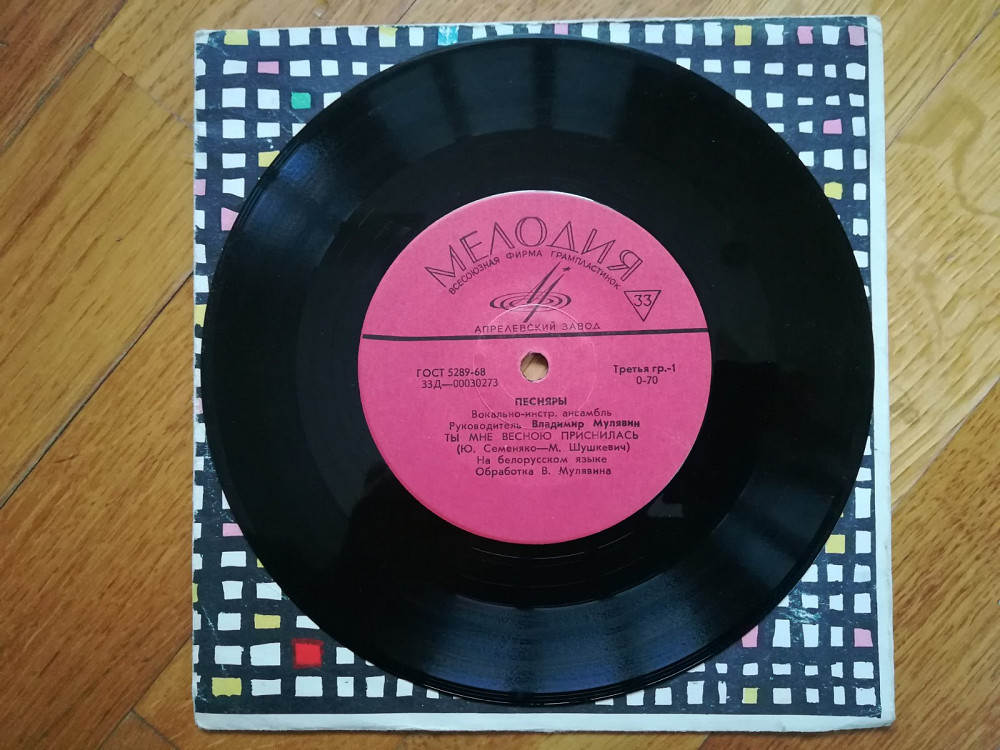 МЕЛОДИЯ
ВСЕСОЮЗНАЯ ФИРМА ГРАМПЛАСТИНОК
33
АПРЕЛЕВСКИЙ ЗАВОД
ГОСТ 5289-68 Третья гр.-1
33Д—00030273 0-70
ПЕСНЯРЫ
Вокально-инстр. ансамбль
Руководитель Владимир Мулявин
ТЫ МНЕ ВЕСНОЮ ПРИСНИЛАСЬ
(Ю. Семеняко—М. Шушкевич)
На белорусском языке
Обработка В. Мулявина